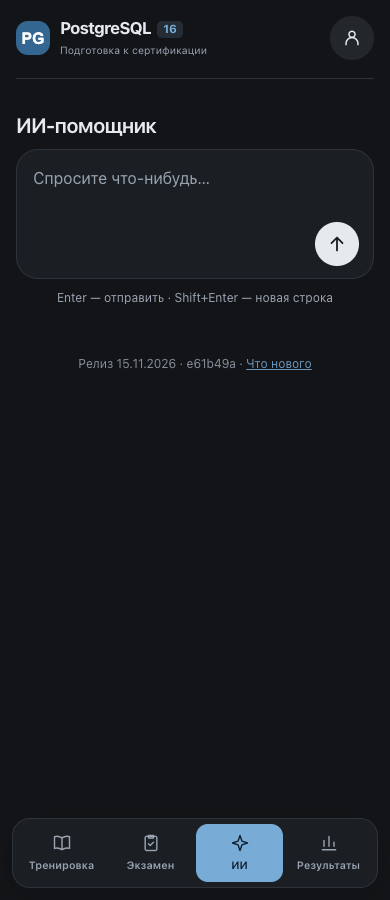 PG
PostgreSQL 16
Подготовка к сертификации
ИИ-помощник
Спросите что-нибудь...
Enter — отправить · Shift+Enter — новая строка
Релиз 15.11.2026 · e61b49a · Что нового
Тренировка Экзамен ИИ Результаты